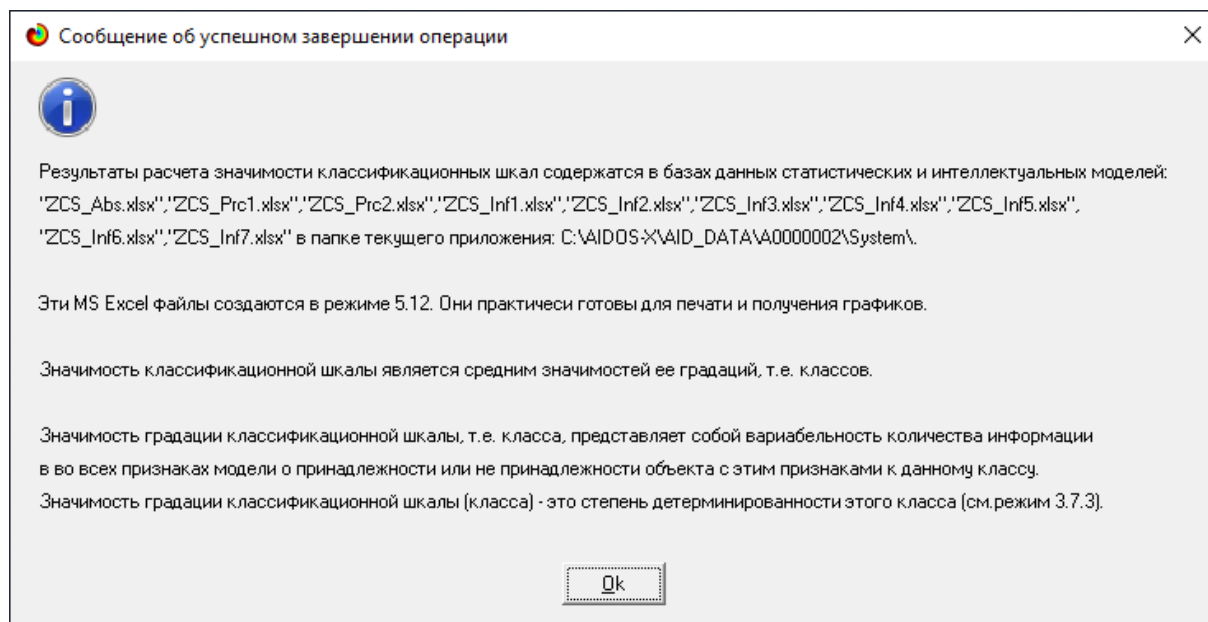 Сообщение об успешном завершении операции
Результаты расчета значимости классификационных шкал содержатся в базах данных статистических и интеллектуальных моделей:
"ZCS_Abs.xlsx","ZCS_Prc1.xlsx","ZCS_Prc2.xlsx","ZCS_Inf1.xlsx","ZCS_Inf2.xlsx","ZCS_Inf3.xlsx","ZCS_Inf4.xlsx","ZCS_Inf5.xlsx",
"ZCS_Inf6.xlsx","ZCS_Inf7.xlsx" в папке текущего приложения: C:\AIDOS-X\AID_DATA\A0000002\System\.
Эти MS Excel файлы создаются в режиме 5.12. Они практичеси готовы для печати и получения графиков.
Значимость классификационной шкалы является средним значимостей ее градаций, т.е. классов.
Значимость градации классификационной шкалы, т.е. класса, представляет собой вариабельность количества информации
в во всех признаках модели о принадлежности или не принадлежности объекта с этим признаками к данному классу.
Значимость градации классификационной шкалы (класса) - это степень детерминированности этого класса (см.режим 3.7.3).
Ok